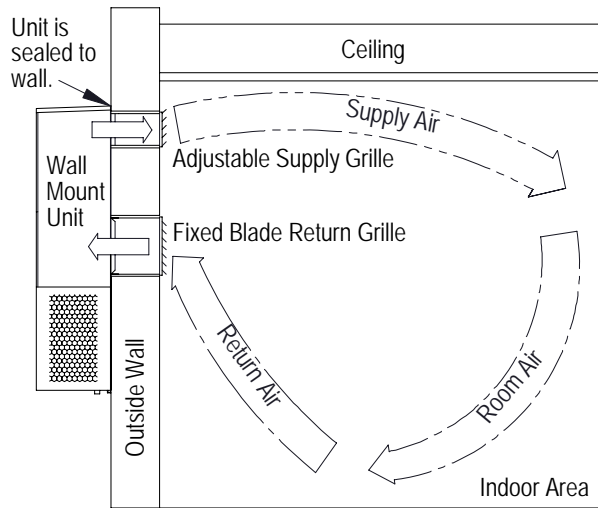 Unit is
sealed to
wall.
Ceiling
Supply Air
Adjustable Supply Grille
Wall
Mount
Unit
Fixed Blade Return Grille
Return Air
Room Air
Outside Wall
Indoor Area